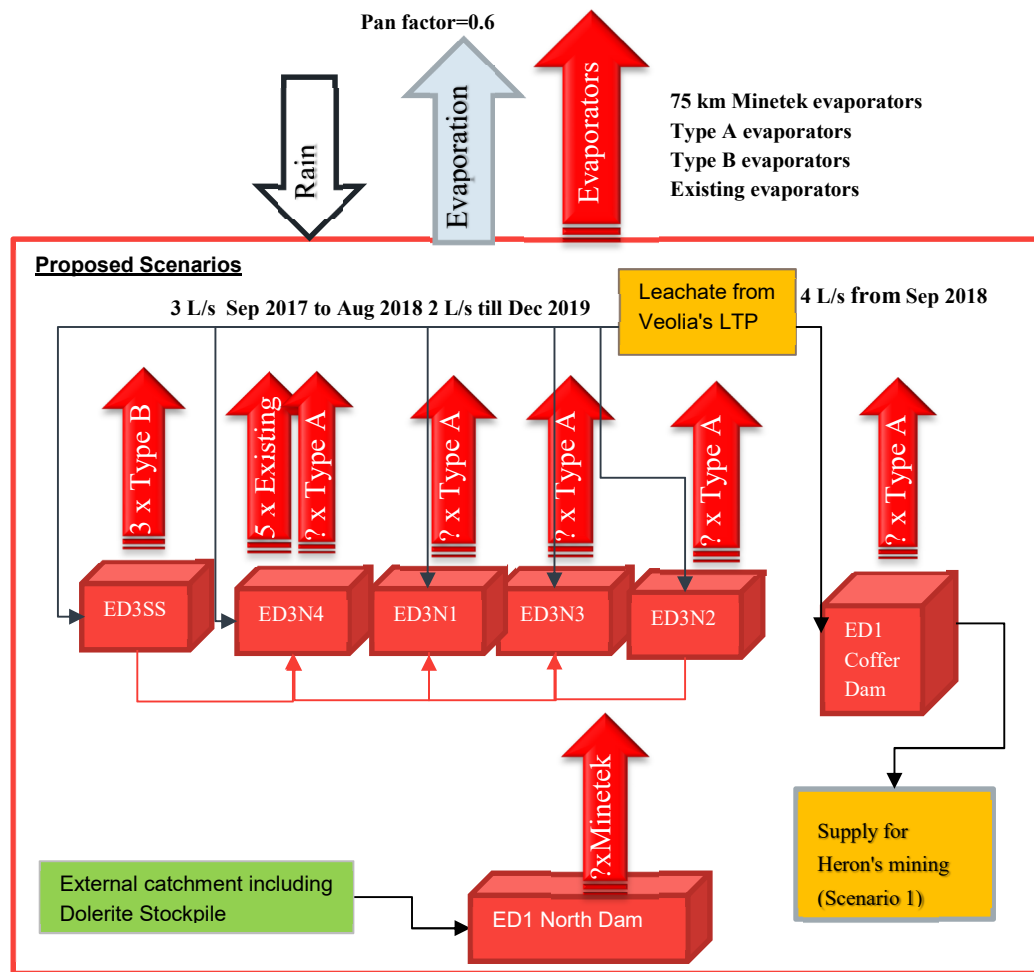 Pan factor=0.6
Rain
Evaporation
Evaporators
75 km Minetek evaporators
Type A evaporators
Type B evaporators
Existing evaporators
Proposed Scenarios
3 L/s  Sep 2017 to Aug 2018 2 L/s till Dec 2019
Leachate from
Veolia's LTP
4 L/s from Sep 2018
3 x Type B
5 x Existing
? x Type A
? x Type A
? x Type A
? x Type A
? x Type A
ED3SS
ED3N4
ED3N1
ED3N3
ED3N2
ED1
Coffer
Dam
?xMinetek
Supply for
Heron's mining
(Scenario 1)
External catchment including
Dolerite Stockpile
ED1 North Dam